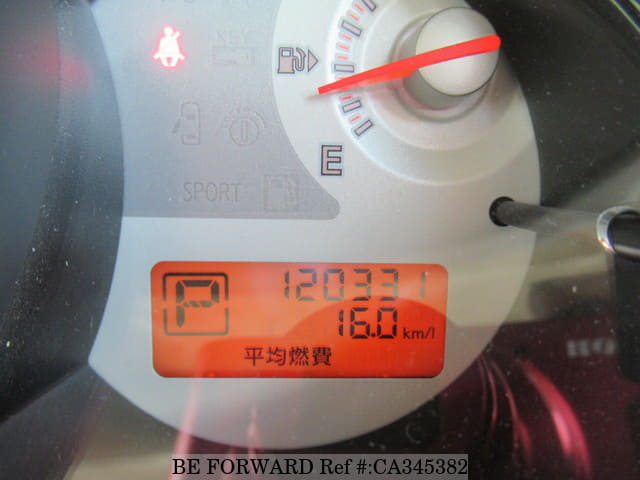 KEY
E
SPORT
P 120331
16.0 km/l
平均燃費
BE FORWARD Ref #:CA345382